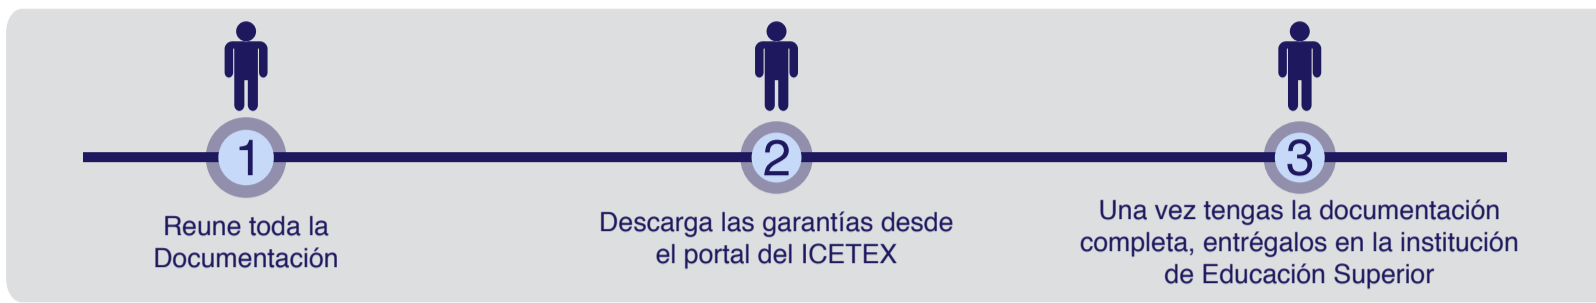 1
Reune toda la
Documentación
2
Descarga las garantías desde
el portal del ICETEX
3
Una vez tengas la documentación
completa, entrégalos en la institución
de Educación Superior